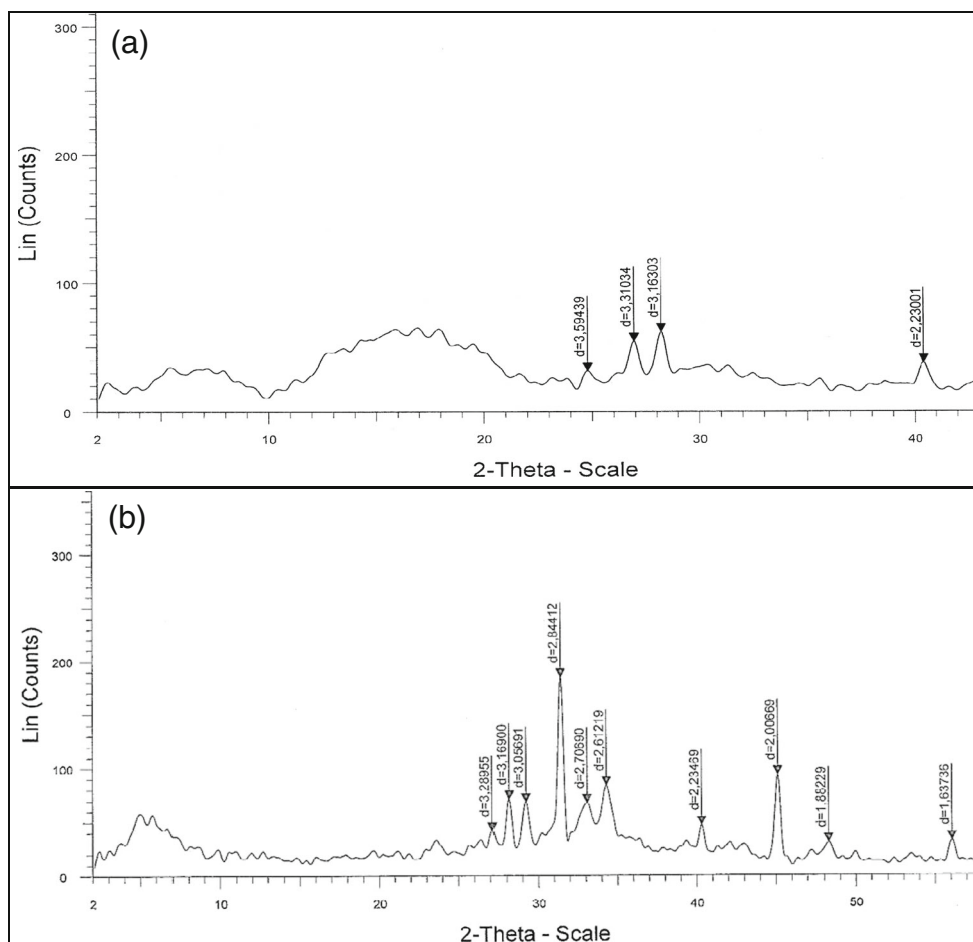 (a)
300
200
100
0
Lin (Counts)
d=3,59439
d=3,31034
d=3,16303
d=2,23001
2
10
20
30
40
2-Theta - Scale
(b)
300
200
100
0
Lin (Counts)
d=3,28955
d=3,16900
d=3,05691
d=2,84412
d=2,70690
d=2,61219
d=2,23469
d=2,00669
d=1.88229
d=1,63736
2
10
20
30
40
50
2-Theta - Scale